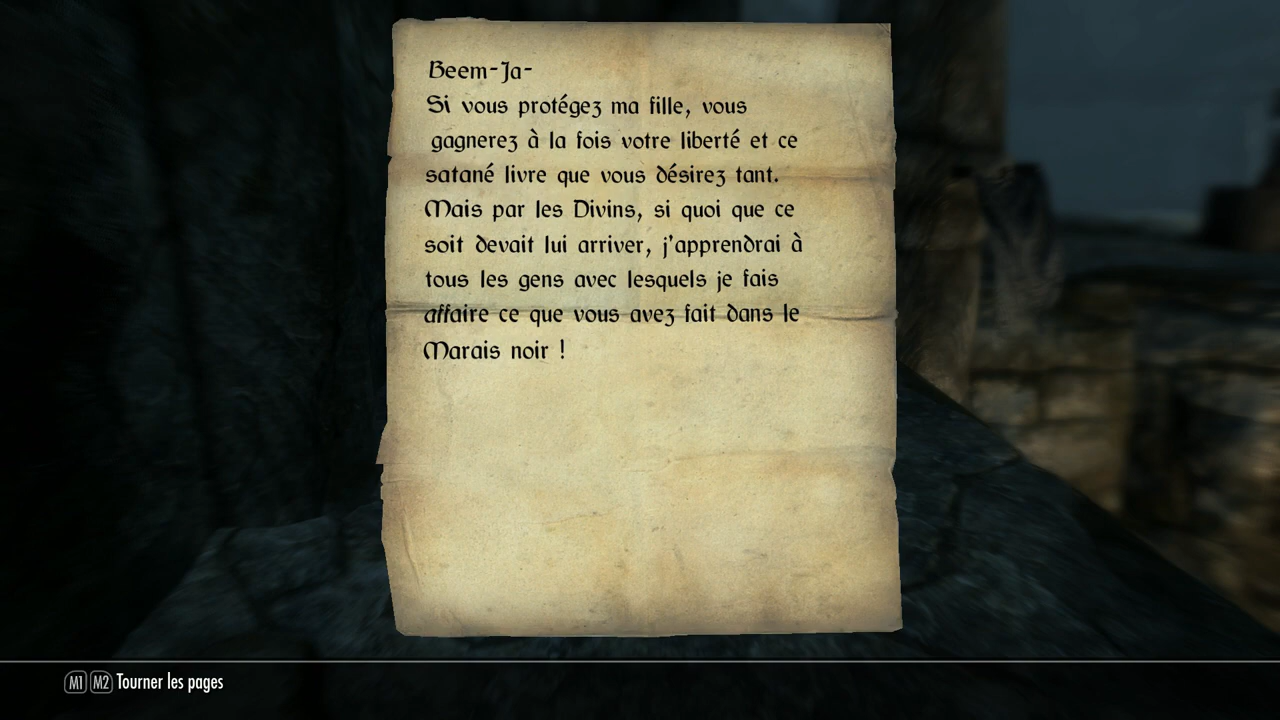 Beem-Ja-
Si vous protégez ma fille, vous
gagnerez à la fois votre liberté et ce
satané livre que vous désirez tant.
Mais par les Divins, si quoi que ce
soit devait lui arriver, j'apprendrai à
tous les gens avec lesquels je fais
affaire ce que vous avez fait dans le
Marais noir !
M1 M2 Tourner les pages